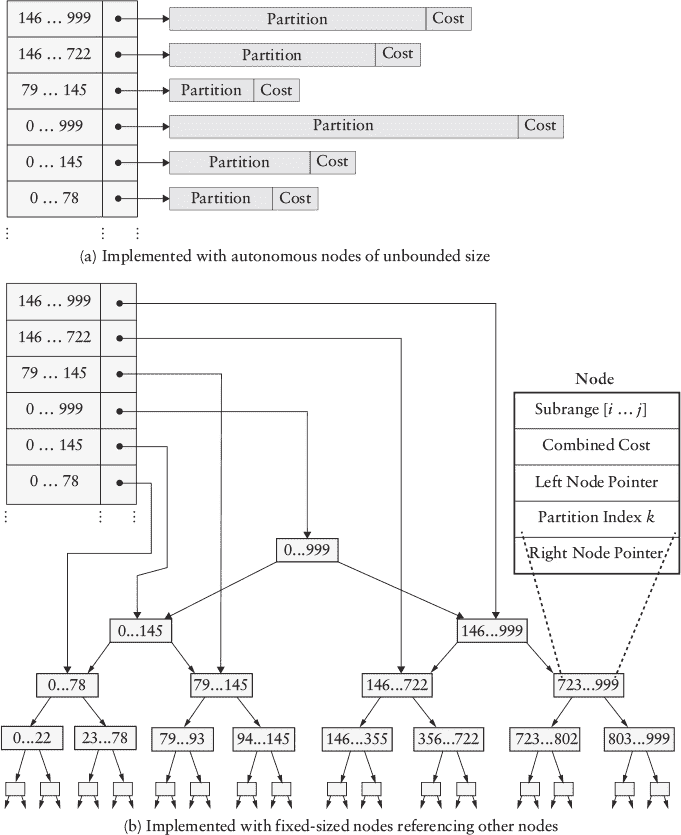 146 … 999
Partition Cost
146 … 722
Partition Cost
79 … 145
Partition Cost
0 … 999
Partition Cost
0 … 145
Partition Cost
0 … 78
Partition Cost
(a) Implemented with autonomous nodes of unbounded size
146 … 999
146 … 722
79 … 145
0 … 999
0 … 145
0 … 78
Node
Subrange [i … j]
Combined Cost
Left Node Pointer
Partition Index k
Right Node Pointer
0...999
0...145
146...999
0...78
79...145
146...722
723...999
0...22
23...78
79...93
94...145
146...355
356...722
723...802
803...999
(b) Implemented with fixed-sized nodes referencing other nodes